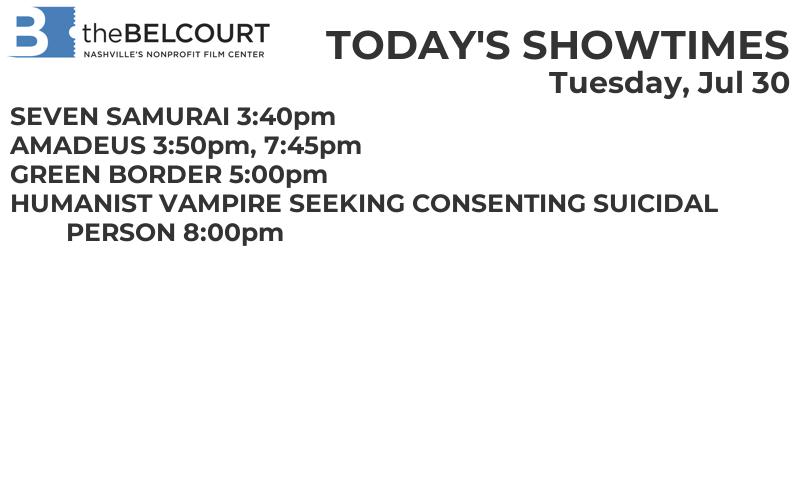 B theBELCOURT
NASHVILLE'S NONPROFIT FILM CENTER
TODAY'S SHOWTIMES
Tuesday, Jul 30
SEVEN SAMURAI 3:40pm
AMADEUS 3:50pm, 7:45pm
GREEN BORDER 5:00pm
HUMANIST VAMPIRE SEEKING CONSENTING SUICIDAL
PERSON 8:00pm